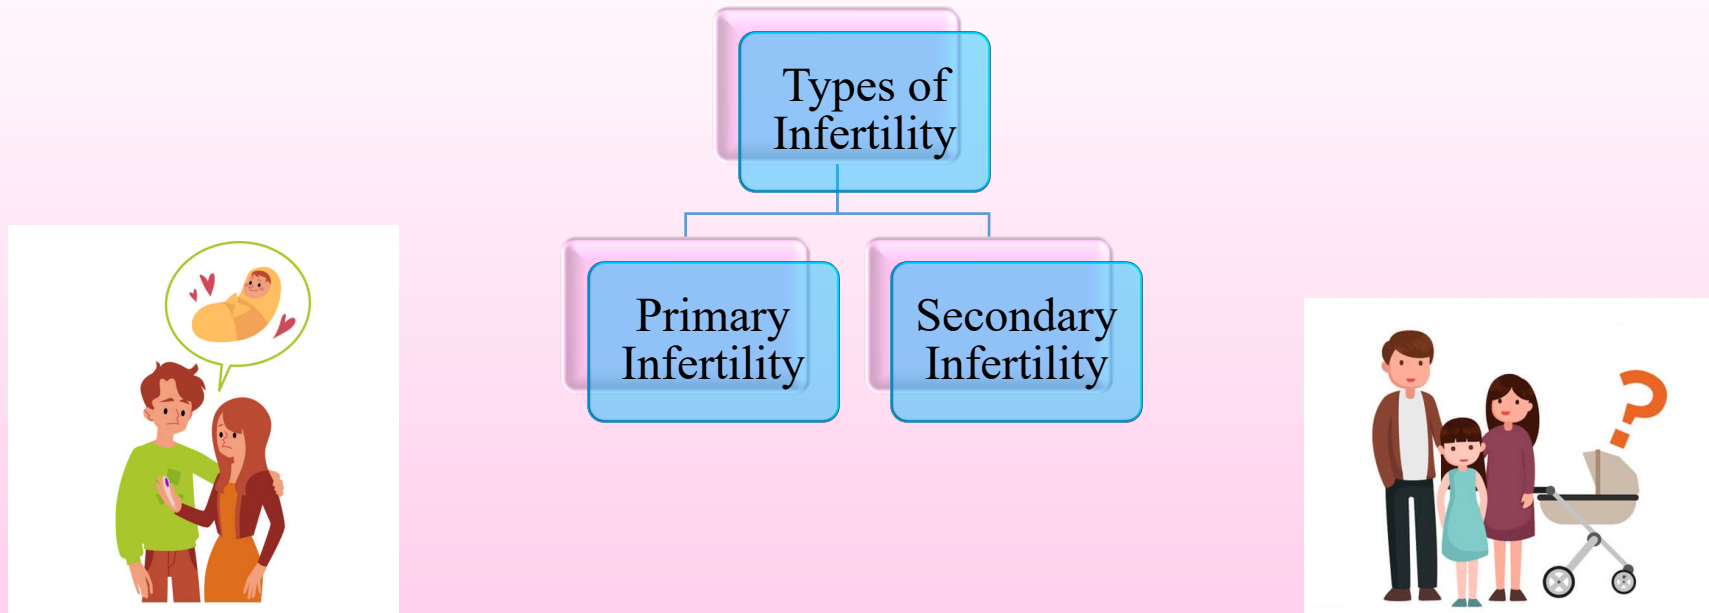 Types of
Infertility
Primary
Infertility
Secondary
Infertility
?